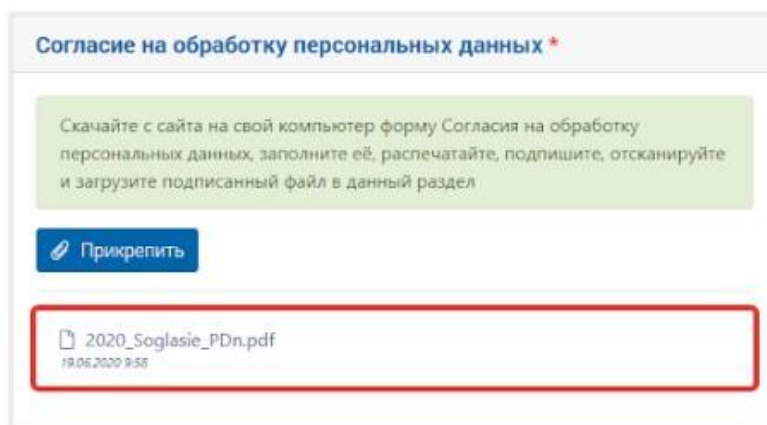 Согласие на обработку персональных данных *
Скачайте с сайта на свой компьютер форму Согласия на обработку
персональных данных, заполните её, распечатайте, подпишите, отсканируйте
и загрузите подписанный файл в данный раздел
Прикрепить
2020_Soglasie_PDn.pdf
19.06.2020 9:58